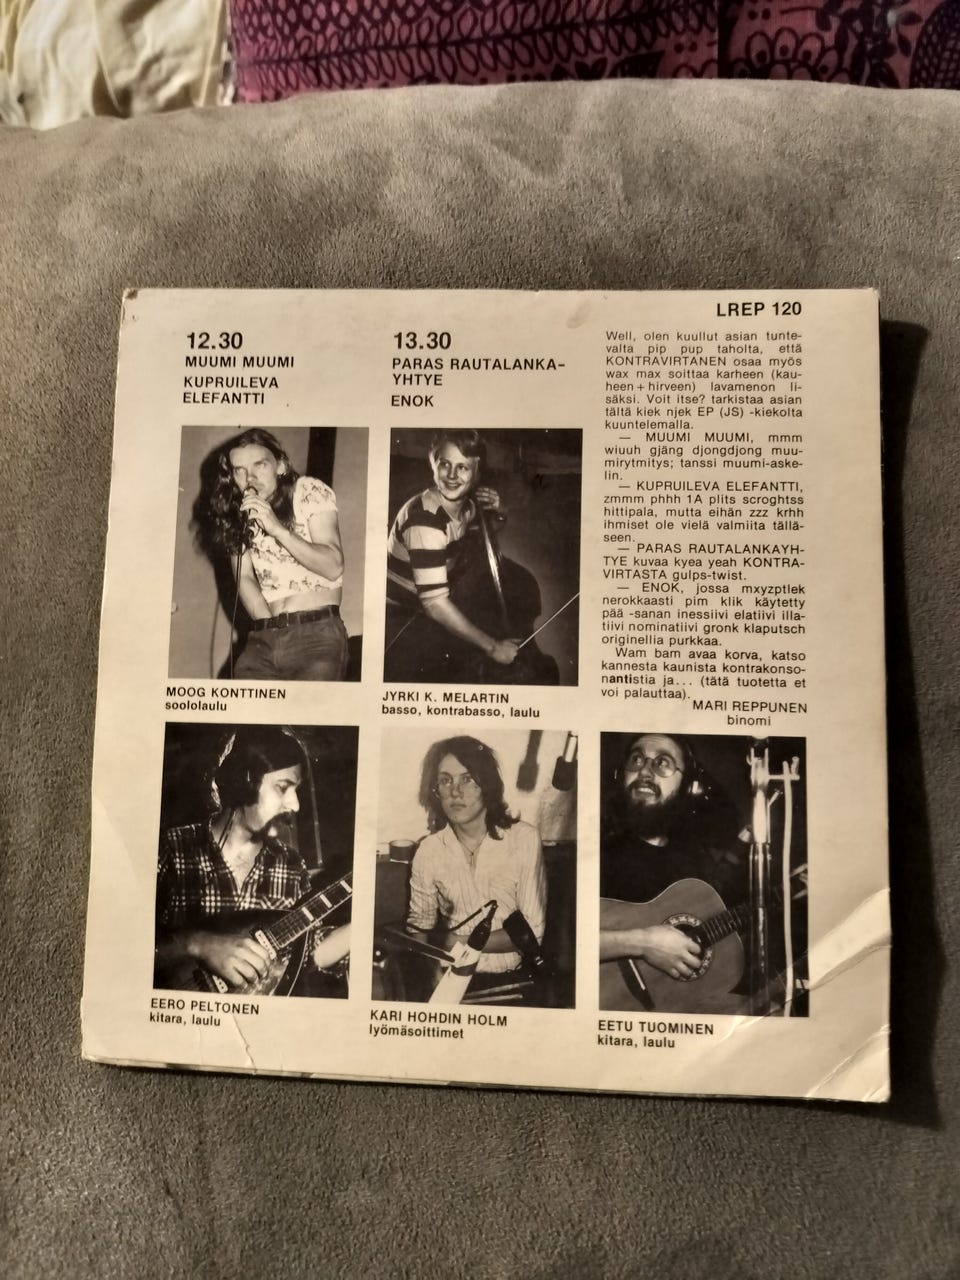 LREP 120
12.30
MUUMI MUUMI
KUPRUILEVA
ELEFANTTI
13.30
PARAS RAUTALANKA-
YHTYE
ENOK
Well, olen kuullut asian tunte-
valta pip pup taholta, että
KONTRAVIRTANEN osaa myös
wax max soittaa karheen (kau-
heen + hirveen) lavamenon li-
säksi. Voit itse? tarkistaa asian
tältä kiek njek EP (JS) -kiekolta
kuuntelemalla.
— MUUMI MUUMI, mmm
wiuuh gjäng djongdjong muu-
mirytmitys; tanssi muumi-aske-
lin.
— KUPRUILEVA ELEFANTTI,
zmmm phhh 1A plits scroghtss
hittipala, mutta eihän zzz krhh
ihmiset ole vielä valmiita tällä-
seen.
— PARAS RAUTALANKAYH-
TYE kuvaa kyea yeah KONTRA-
VIRTASTA gulps-twist.
— ENOK, jossa mxyzptlek
nerokkaasti pim klik käytetty
pää -sanan inessiivi elatiivi illa-
tiivi nominatiivi gronk klaputsch
originellia purkkaa.
Wam bam avaa korva, katso
kannesta kaunista kontrakonso-
nantistia ja... (tätä tuotetta et
voi palauttaa).
MARI REPPUNEN
binomi
MOOG KONTTINEN
soololaulu
JYRKI K. MELARTIN
basso, kontrabasso, laulu
EERO PELTONEN
kitara, laulu
KARI HOHDIN HOLM
lyömäsoittimet
EETU TUOMINEN
kitara, laulu